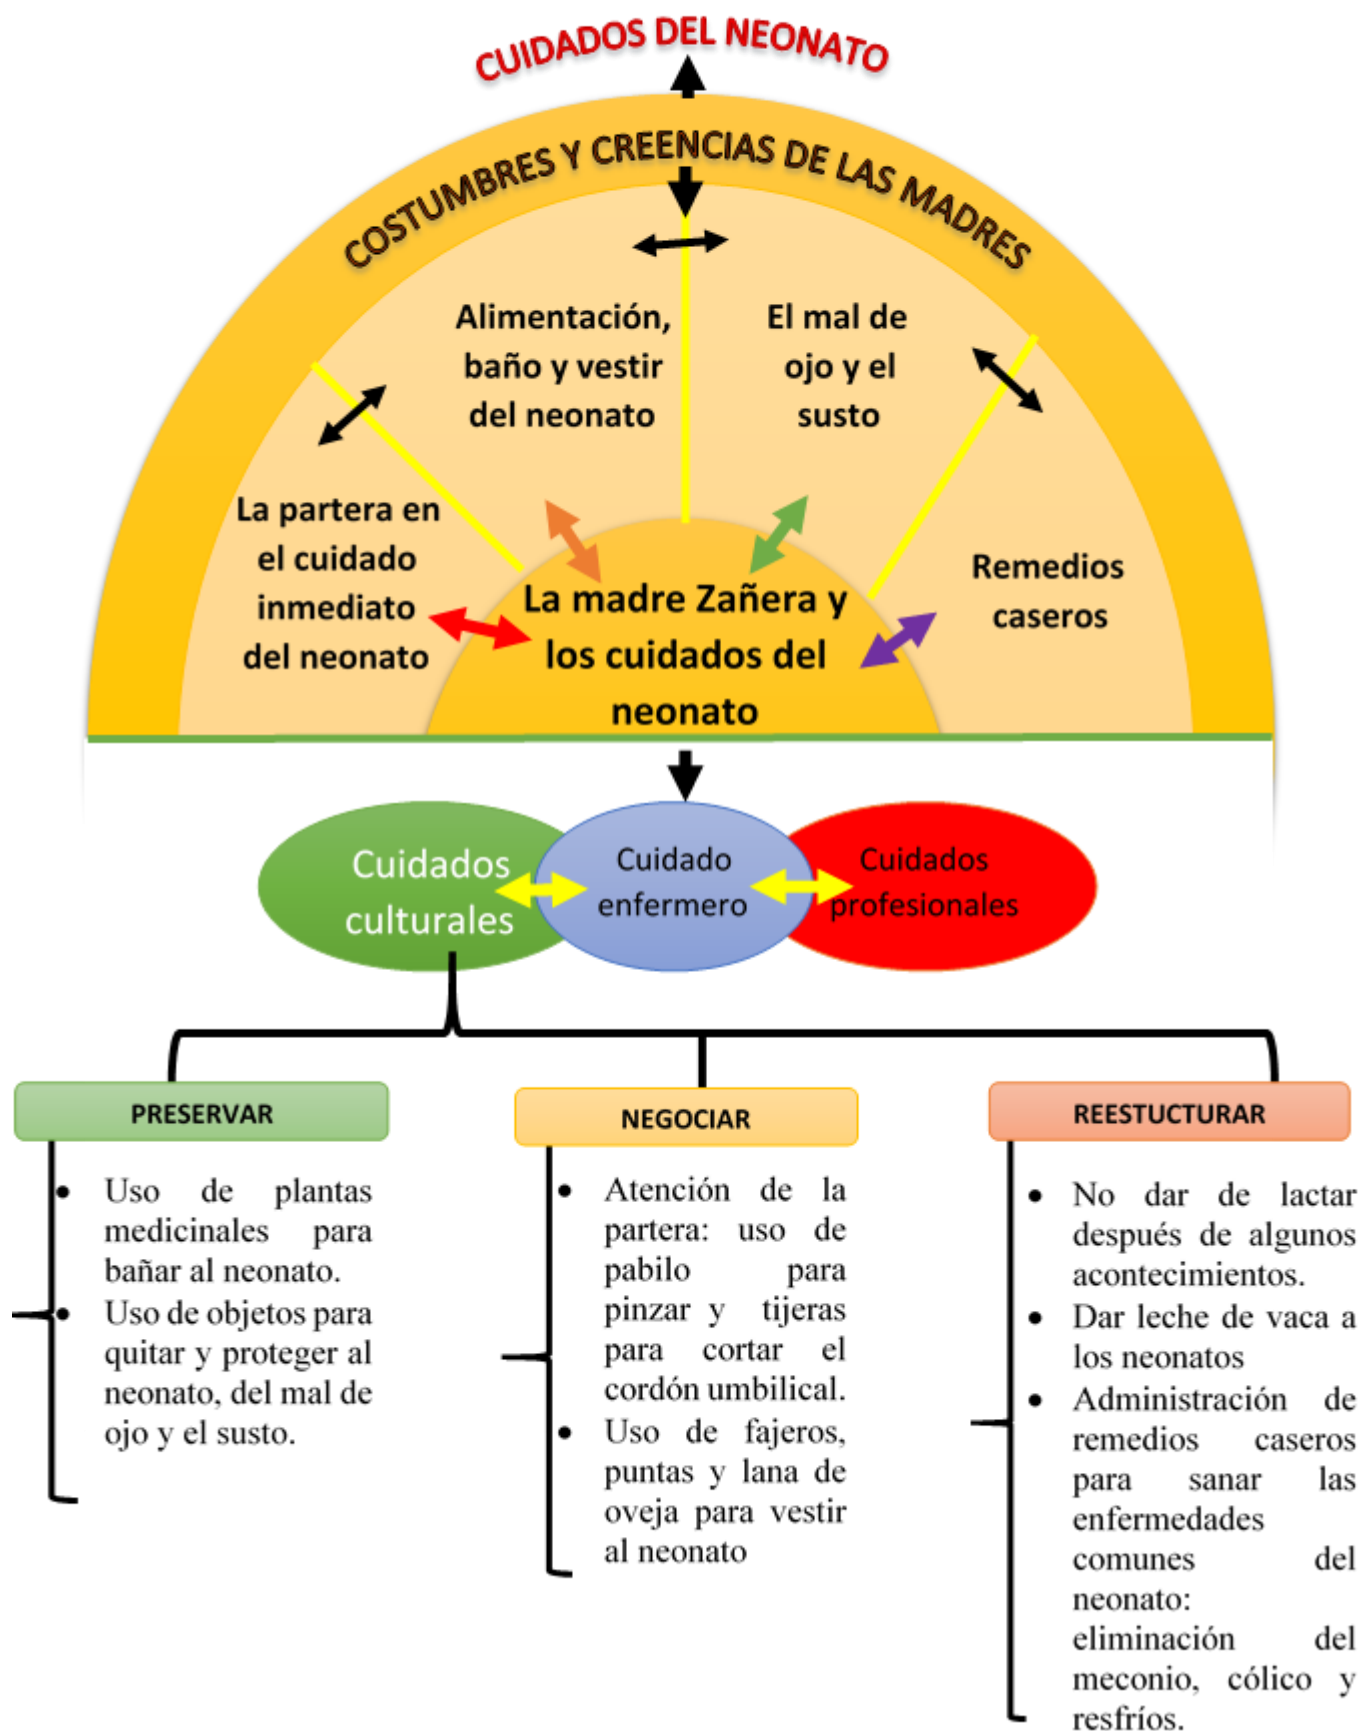 CUIDADOS DEL NEONATO
COSTUMBRES Y CREENCIAS DE LAS MADRES
Alimentación,
baño y vestir
del neonato
El mal de
ojo y el
susto
La partera en
el cuidado
inmediato
del neonato
Remedios
caseros
La madre Zañera y
los cuidados del
neonato
Cuidados
culturales
Cuidado
enfermero
Cuidados
profesionales
PRESERVAR
• Uso de plantas
medicinales para
bañar al neonato.
• Uso de objetos para
quitar y proteger al
neonato, del mal de
ojo y el susto.
NEGOCIAR
• Atención de la
partera: uso de
pabilo para
pinzar y tijeras
para cortar el
cordón umbilical.
• Uso de fajeros,
puntas y lana de
oveja para vestir
al neonato
REESTUCTURAR
• No dar de lactar
después de algunos
acontecimientos.
• Dar leche de vaca a
los neonatos
• Administración de
remedios caseros
para sanar las
enfermedades
comunes del
neonato:
eliminación del
meconio, cólico y
resfríos.